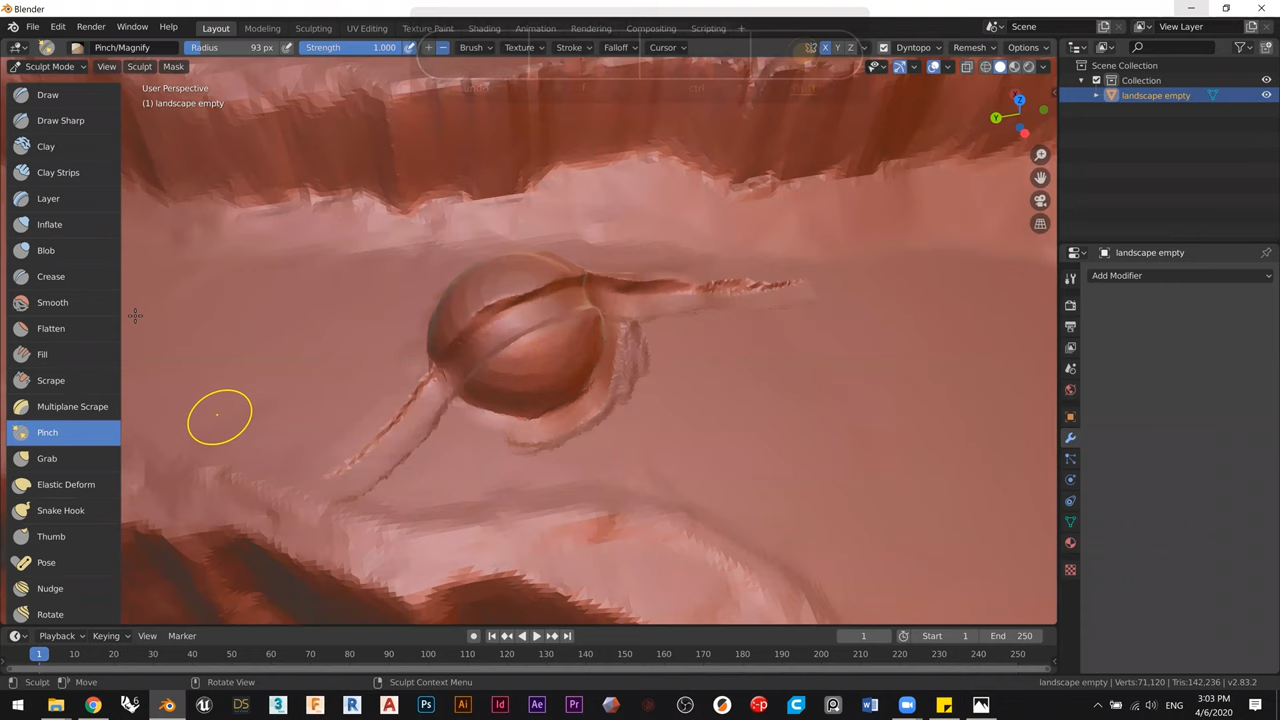 Blender
File Edit Render Window Help Layout Modeling Sculpting UV Editing Texture Paint Shading Animation Rendering Compositing Scripting Scene View Layer
Pinch/Magnify Radius 93 px Strength 1.000 Brush Texture Stroke Falloff Cursor X Y Z Dyntopo Remesh Options
Sculpt Mode View Sculpt Mask Scene Collection
Collection
User Perspective
(1) landscape empty
landscape empty
Z
Y
Draw
Draw Sharp
Clay
Clay Strips
Layer
Inflate
Blob
Crease
Smooth
Flatten
Fill
Scrape
Multiplane Scrape
Pinch
Grab
Elastic Deform
Snake Hook
Thumb
Pose
Nudge
Rotate
landscape empty
Add Modifier
Playback Keying View Marker 1 Start 1 End 250
1 10 20 30 40 50 60 70 80 90 100 110 120 130 140 150 160 170 180 190 200 210 220 230 240 250
Sculpt Move Rotate View Sculpt Context Menu landscape empty | Verts:71,120 | Tris:142,236 | v2.83.2
DS 3 F R A Ps Ai Id Ae Pr
3:03 PM
4/6/2020